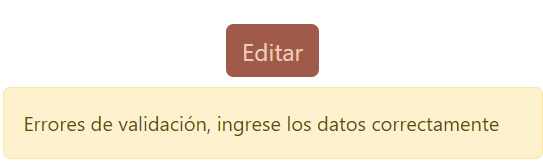 Editar
Errores de validación, ingrese los datos correctamente